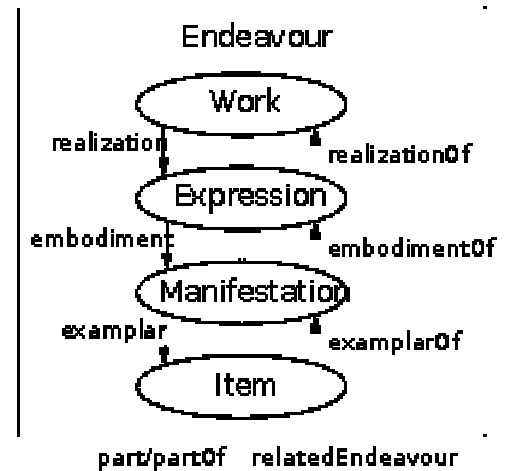 Endeavour
Work
realization
realizationOf
Expression
embodiment
embodimentOf
Manifestation
examplar
examplarOf
Item
part/partOf relatedEndeavour